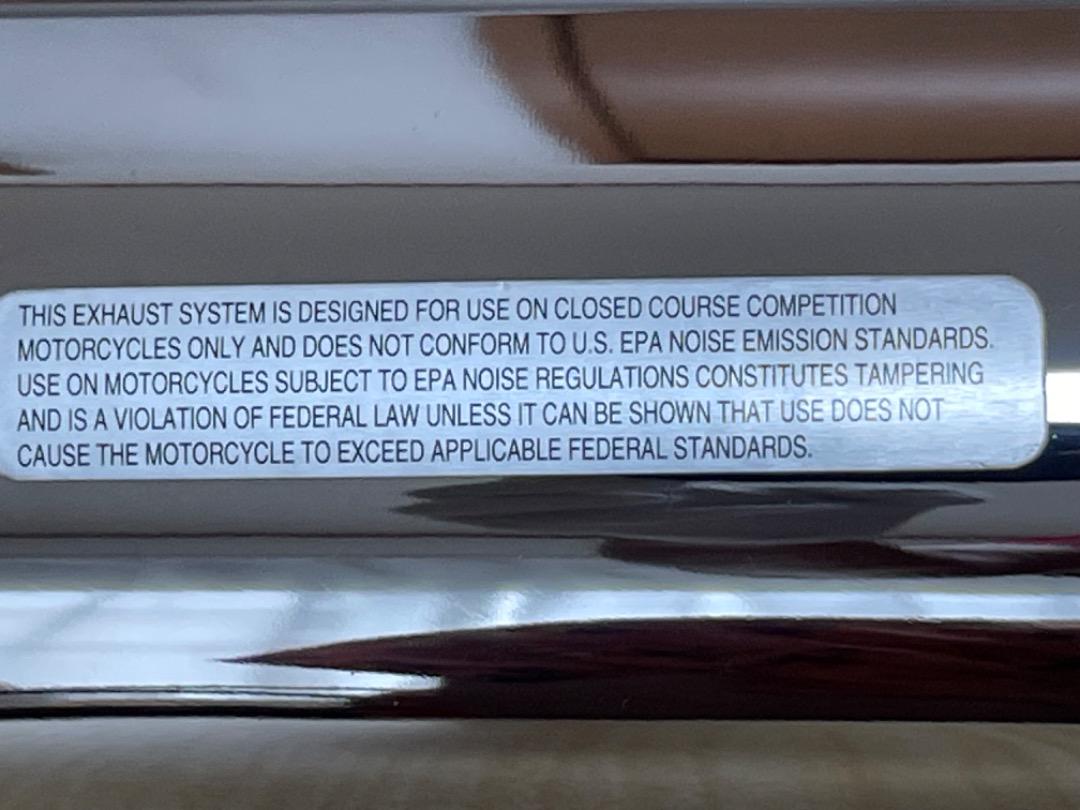 THIS EXHAUST SYSTEM IS DESIGNED FOR USE ON CLOSED COURSE COMPETITION
MOTORCYCLES ONLY AND DOES NOT CONFORM TO U.S. EPA NOISE EMISSION STANDARDS.
USE ON MOTORCYCLES SUBJECT TO EPA NOISE REGULATIONS CONSTITUTES TAMPERING
AND IS A VIOLATION OF FEDERAL LAW UNLESS IT CAN BE SHOWN THAT USE DOES NOT
CAUSE THE MOTORCYCLE TO EXCEED APPLICABLE FEDERAL STANDARDS.